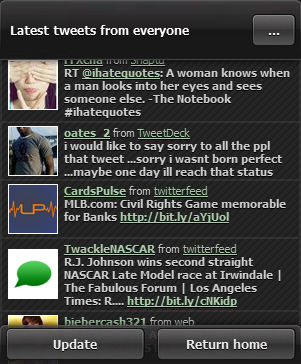 Latest tweets from everyone
...
frxcha from Snaptu
RT @ihatequotes: A woman knows when
a man looks into her eyes and sees
someone else. -The Notebook
#ihatequotes
oates_2 from TweetDeck
i would like to say sorry to all the ppl
that tweet ...sorry i wasnt born perfect
...maybe one day ill reach that status
CardsPulse from twitterfeed
MLB.com: Civil Rights Game memorable
for Banks http://bit.ly/aYjUol
TwackleNASCAR from twitterfeed
R.J. Johnson wins second straight
NASCAR Late Model race at Irwindale |
The Fabulous Forum | Los Angeles
Times: R.... http://bit.ly/cNKidp
biebercash321 from web
Update
Return home